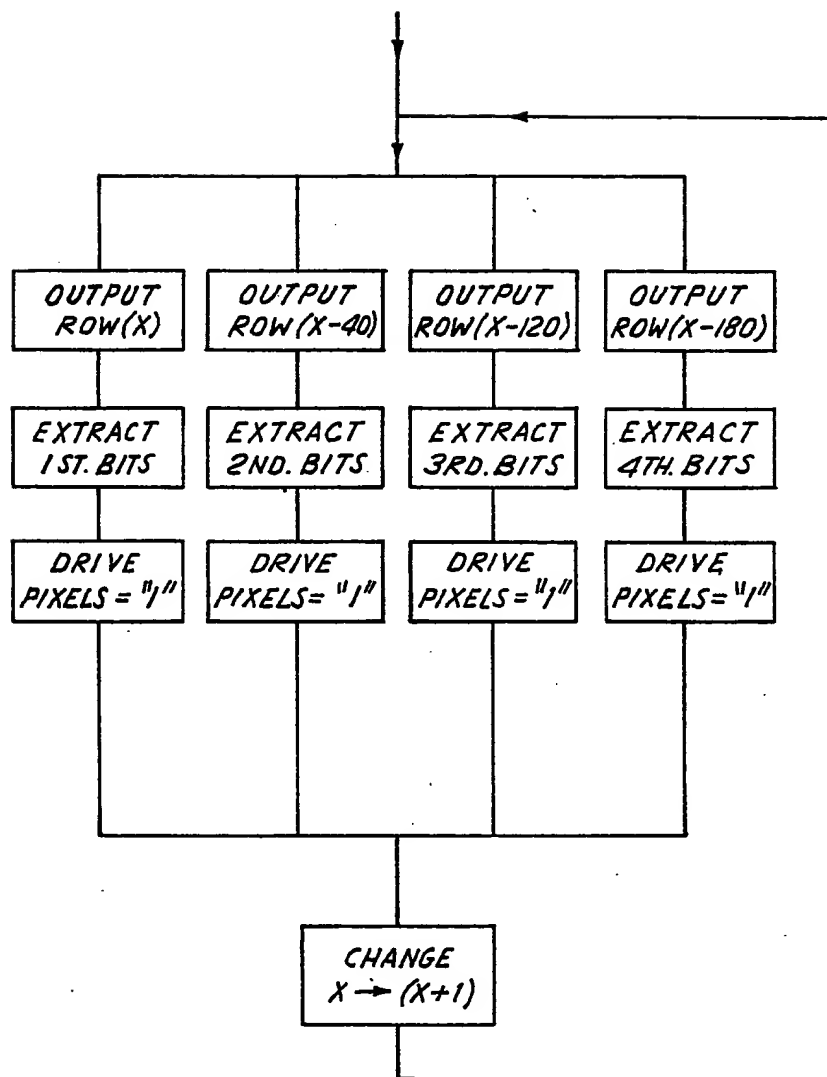 OUTPUT
ROW(X)
OUTPUT
ROW(X-40)
OUTPUT
ROW(X-120)
OUTPUT
ROW(X-180)
EXTRACT
1ST. BITS
EXTRACT
2ND. BITS
EXTRACT
3RD. BITS
EXTRACT
4TH. BITS
DRIVE
PIXELS = "1"
DRIVE
PIXELS = "1"
DRIVE
PIXELS = "1"
DRIVE
PIXELS = "1"
CHANGE
X → (X+1)